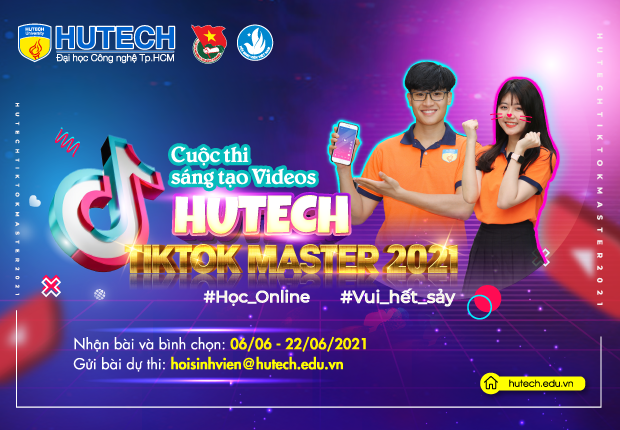 HUTECH
University
HUTECH
Đại học Công nghệ Tp.HCM
Cuộc thi
sáng tạo Videos
HUTECH
TIKTOK MASTER 2021
#Học_Online #Vui_hết_sảy
Nhận bài và bình chọn: 06/06 - 22/06/2021
Gửi bài dự thi: hoisinhvien@hutech.edu.vn
hutech.edu.vn
HUTECHTIKTOKMASTER2021
HUTECHTIKTOKMASTER2021